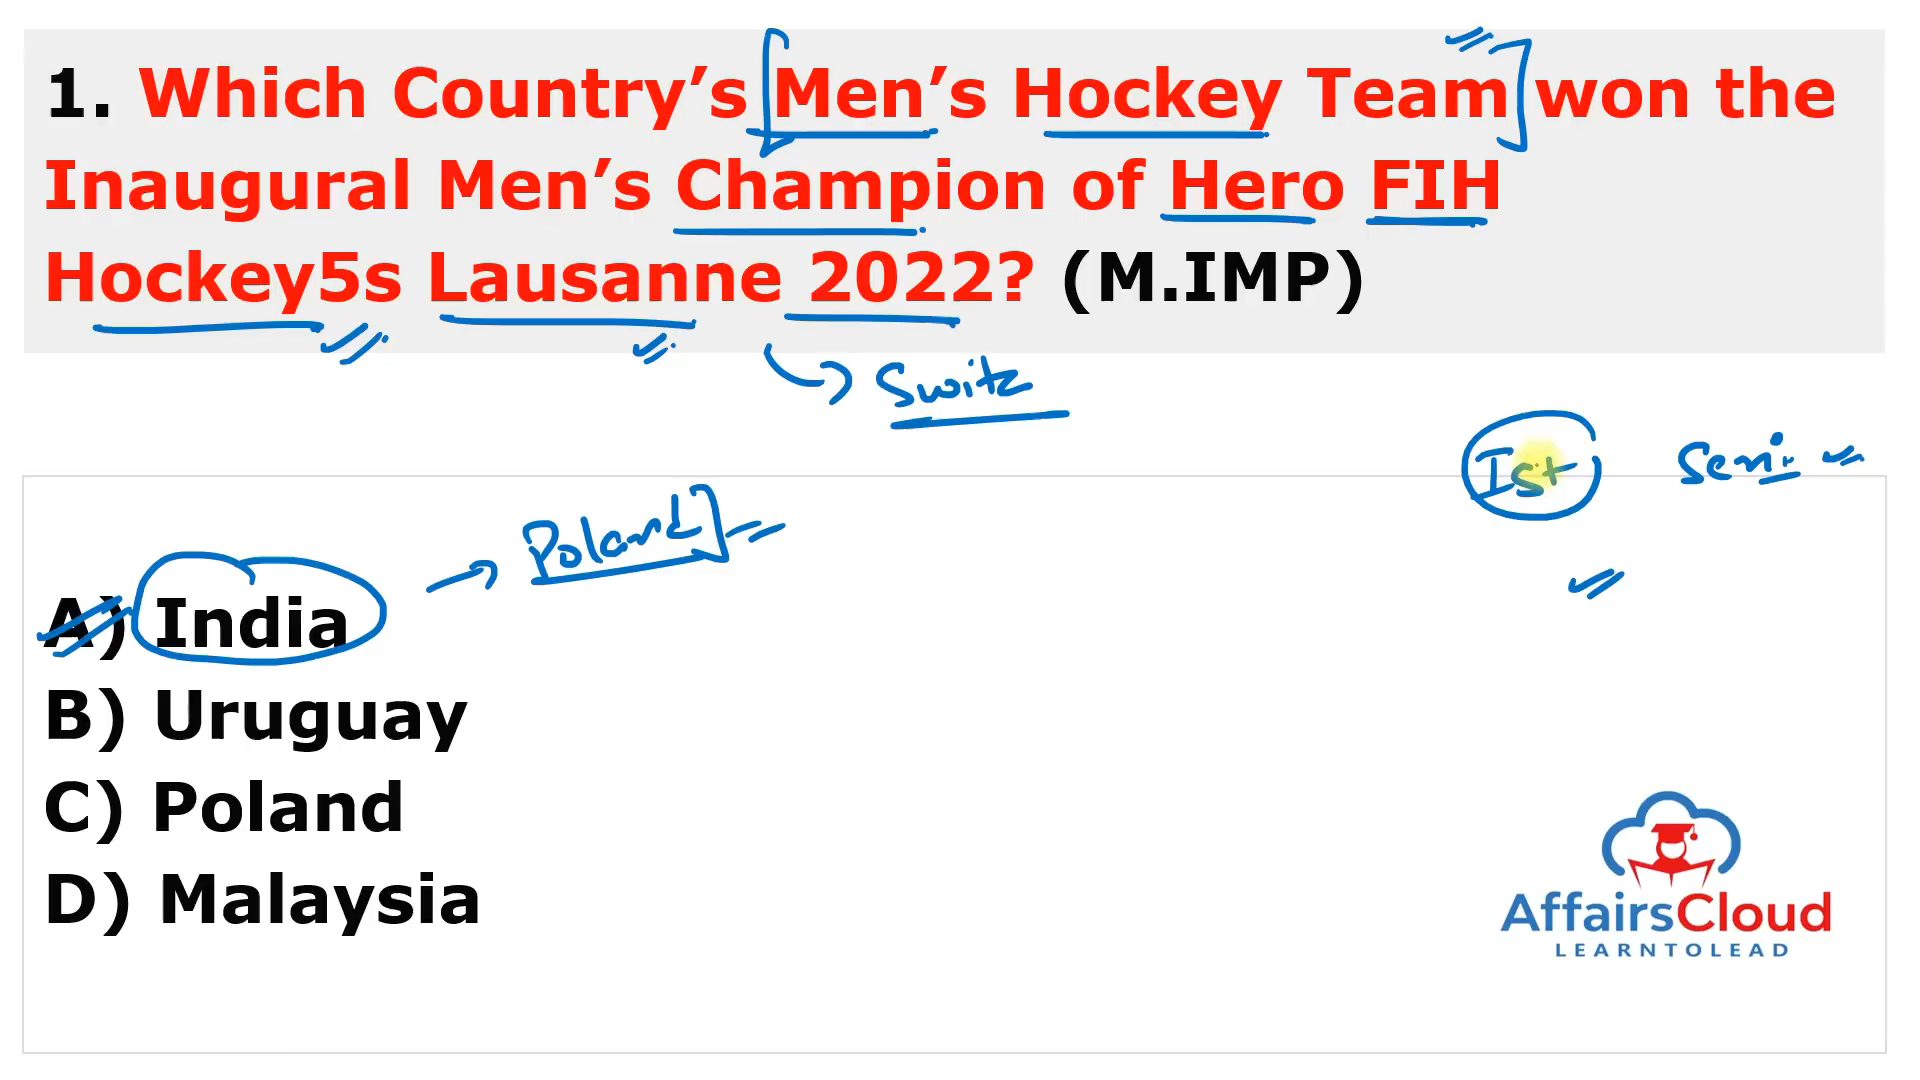 1. Which Country’s Men’s Hockey Team won the
Inaugural Men’s Champion of Hero FIH
Hockey5s Lausanne 2022? (M.IMP)
Switz
Ist
Poland
A) India
B) Uruguay
C) Poland
D) Malaysia
AffairsCloud
LEARNTOLEAD